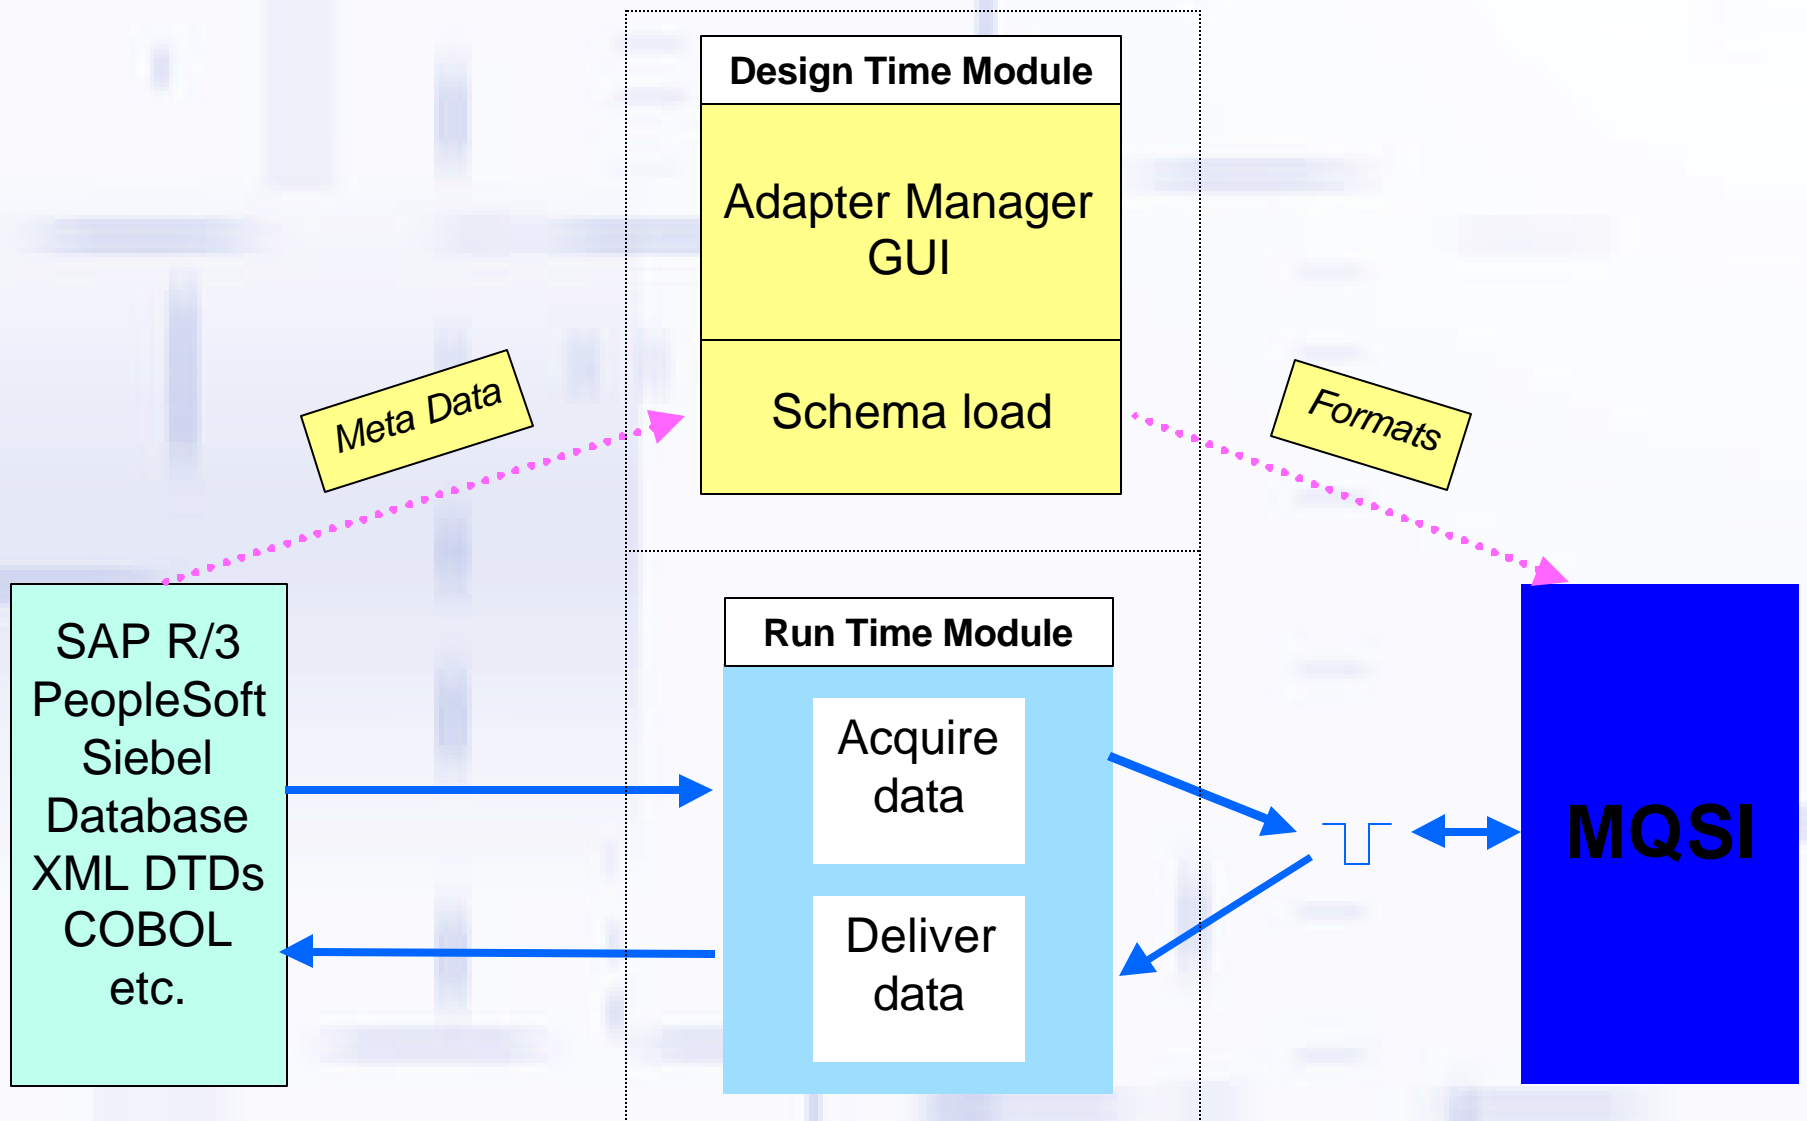 Design Time Module
Adapter Manager
GUI
Schema load
Meta Data
Formats
SAP R/3
PeopleSoft
Siebel
Database
XML DTDs
COBOL
etc.
Run Time Module
Acquire
data
Deliver
data
MQSI